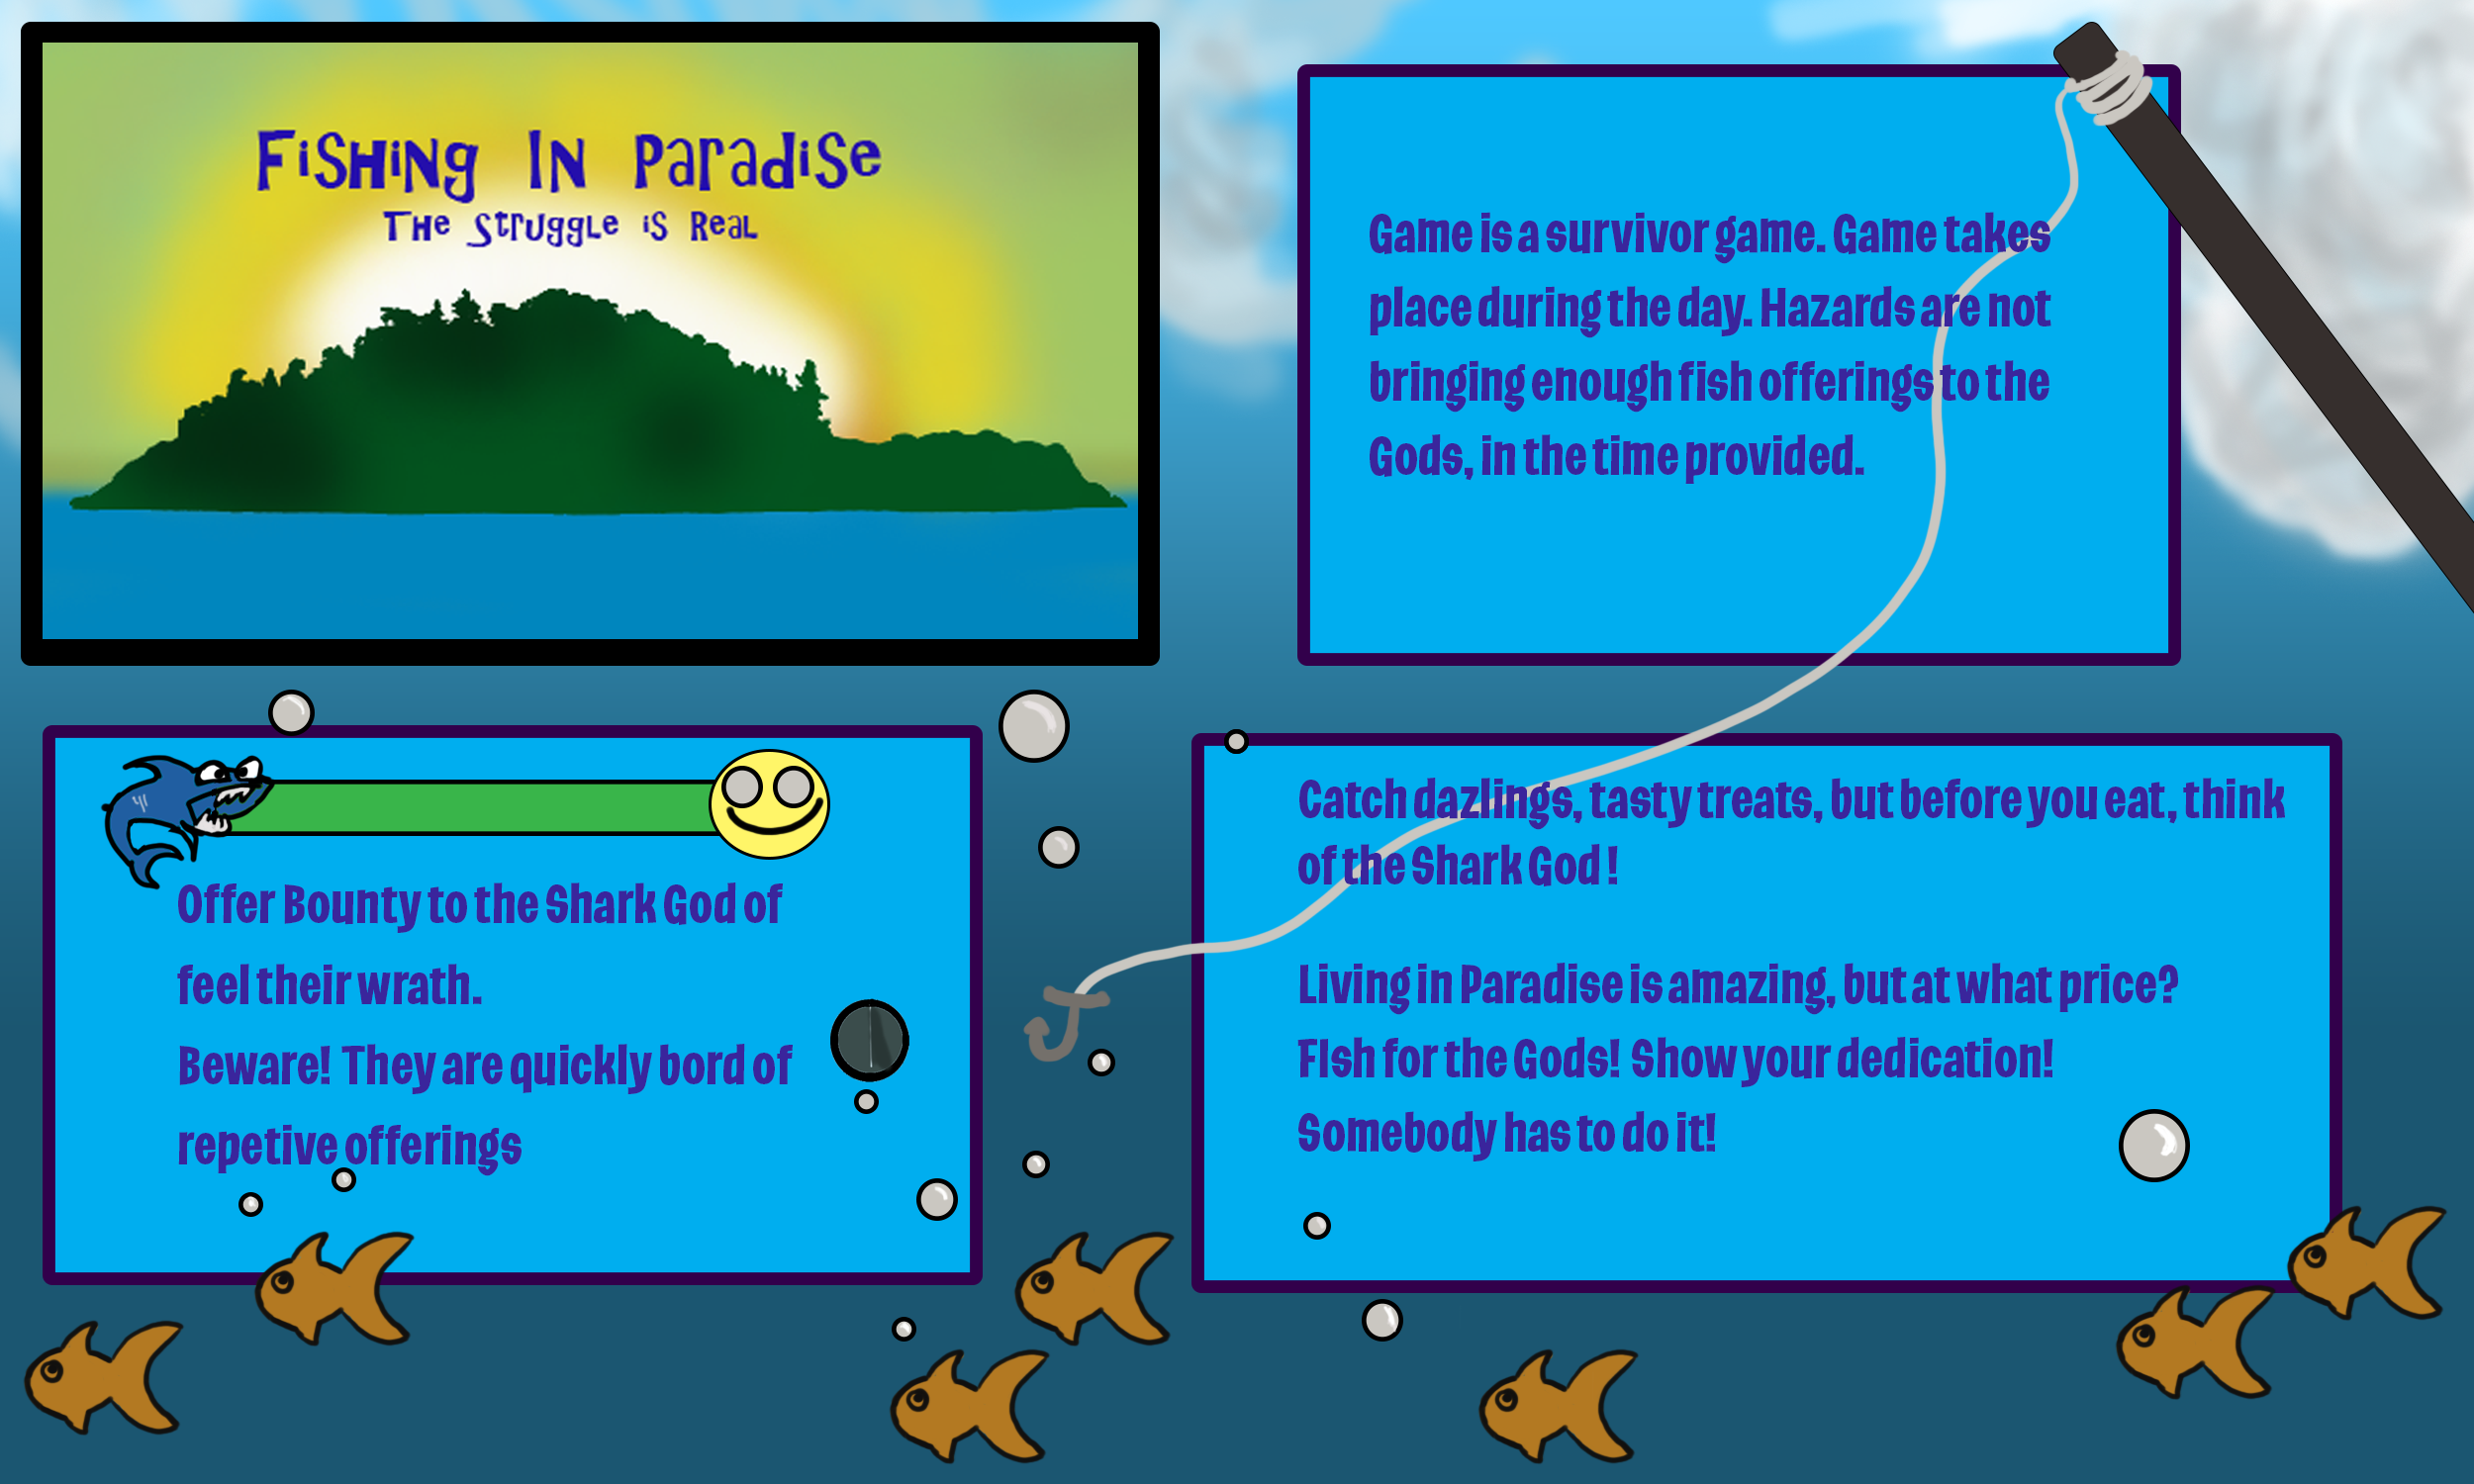 Fishing In Paradise
The Struggle is Real
Game is a survivor game. Game takes
place during the day. Hazards are not
bringing enough fish offerings to the
Gods, in the time provided.
Offer Bounty to the Shark God of
feel their wrath.
Beware! They are quickly bord of
repetive offerings
Catch dazlings, tasty treats, but before you eat, think
of the Shark God !
Living in Paradise is amazing, but at what price?
FIsh for the Gods! Show your dedication!
Somebody has to do it!